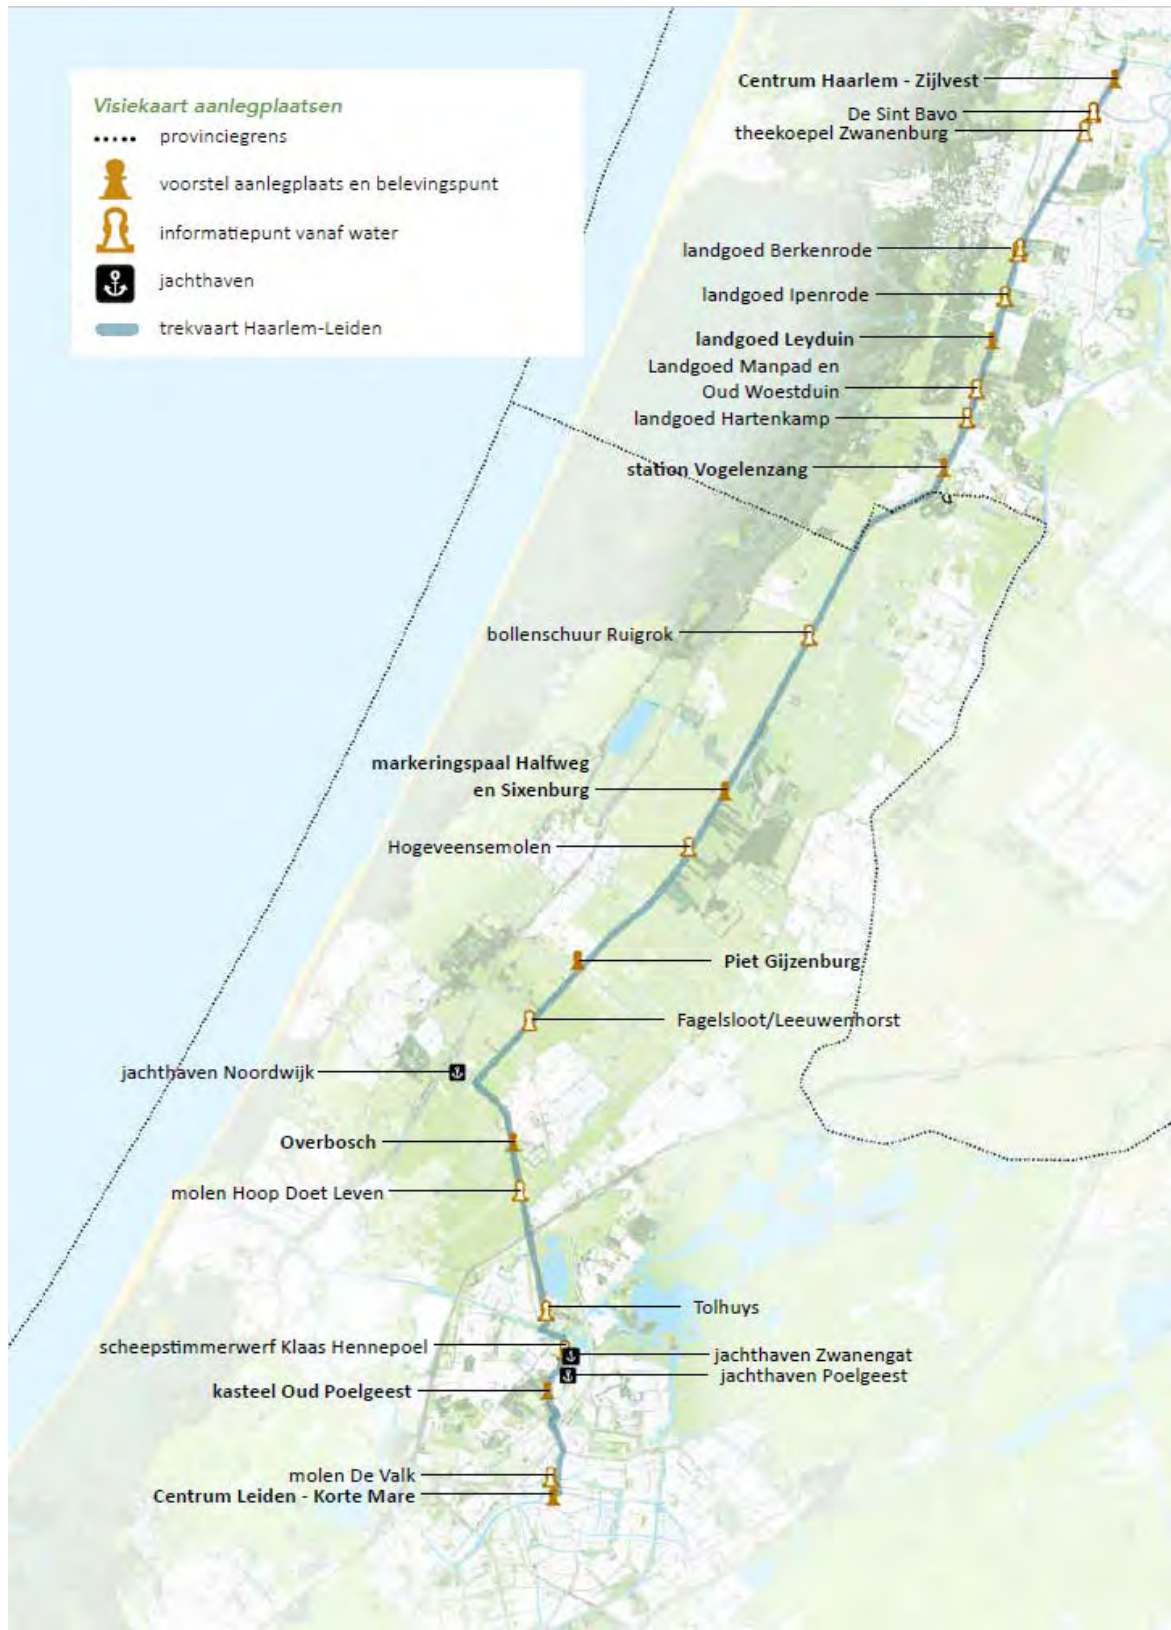 Visiekaart aanlegplaatsen
provinciegrens
voorstel aanlegplaats en belevingspunt
informatiepunt vanaf water
jachthaven
trekvaart Haarlem-Leiden
Centrum Haarlem - Zijlvest
De Sint Bavo
theekoepel Zwanenburg
landgoed Berkenrode
landgoed Ipenrode
landgoed Leyduin
Landgoed Manpad en
Oud Woestduin
landgoed Hartenkamp
station Vogelenzang
bollenschuur Ruigrok
markeringspaal Halfweg
en Sixenburg
Hogeveensemolen
Piet Gijzenburg
Fagelsloot/Leeuwenhorst
jachthaven Noordwijk
Overbosch
molen Hoop Doet Leven
Tolhuys
scheepstimmerwerf Klaas Hennepoel
jachthaven Zwanengat
jachthaven Poelgeest
kasteel Oud Poelgeest
molen De Valk
Centrum Leiden - Korte Mare